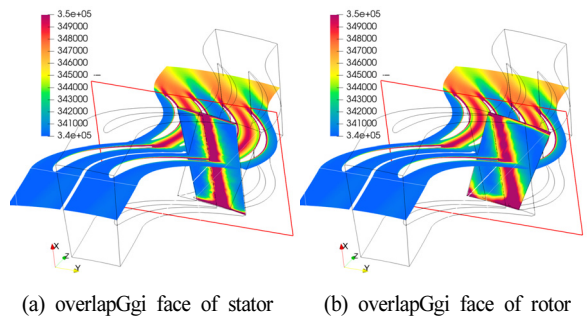 3.5e+05
349000
348000
347000
346000
345000
344000
343000
342000
341000
3.4e+05
X
Z
Y
(a) overlapGgi face of stator
3.5e+05
349000
348000
347000
346000
345000
344000
343000
342000
341000
3.4e+05
X
Z
Y
(b) overlapGgi face of rotor